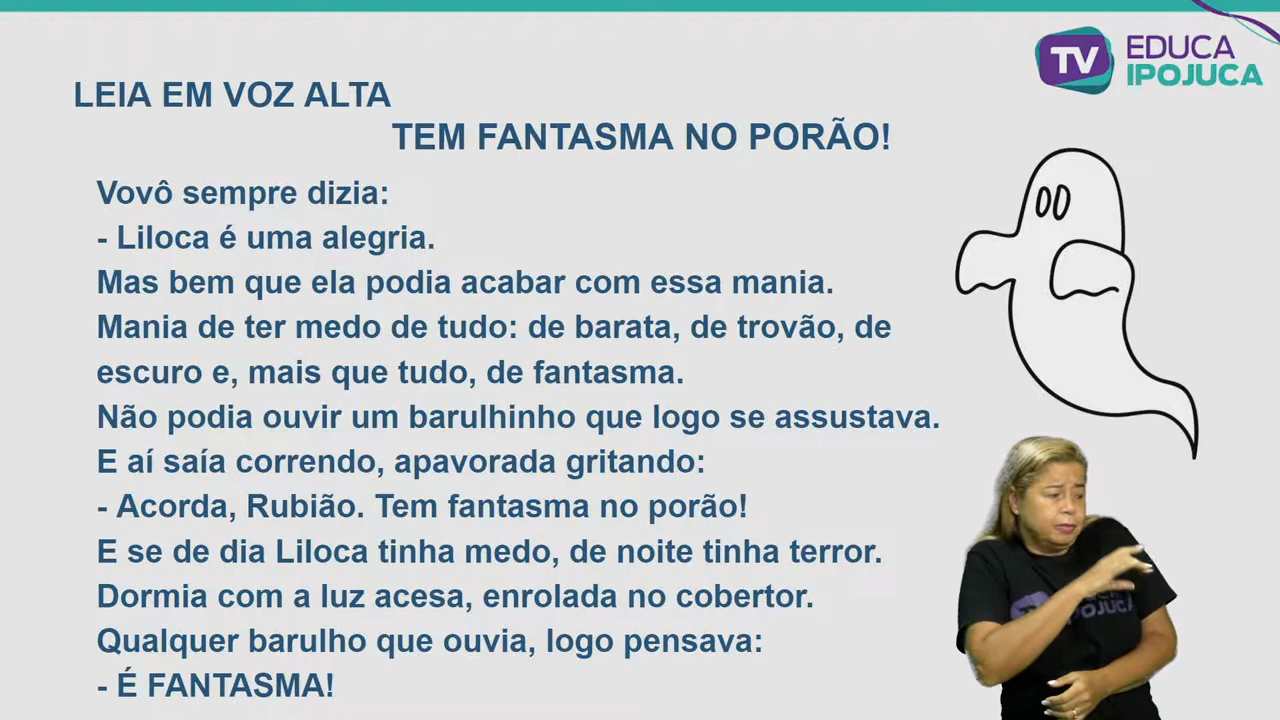 TV EDUCA
IPOJUCA
LEIA EM VOZ ALTA
TEM FANTASMA NO PORÃO!
Vovô sempre dizia:
- Liloca é uma alegria.
Mas bem que ela podia acabar com essa mania.
Mania de ter medo de tudo: de barata, de trovão, de
escuro e, mais que tudo, de fantasma.
Não podia ouvir um barulhinho que logo se assustava.
E aí saía correndo, apavorada gritando:
- Acorda, Rubião. Tem fantasma no porão!
E se de dia Liloca tinha medo, de noite tinha terror.
Dormia com a luz acesa, enrolada no cobertor.
Qualquer barulho que ouvia, logo pensava:
- É FANTASMA!